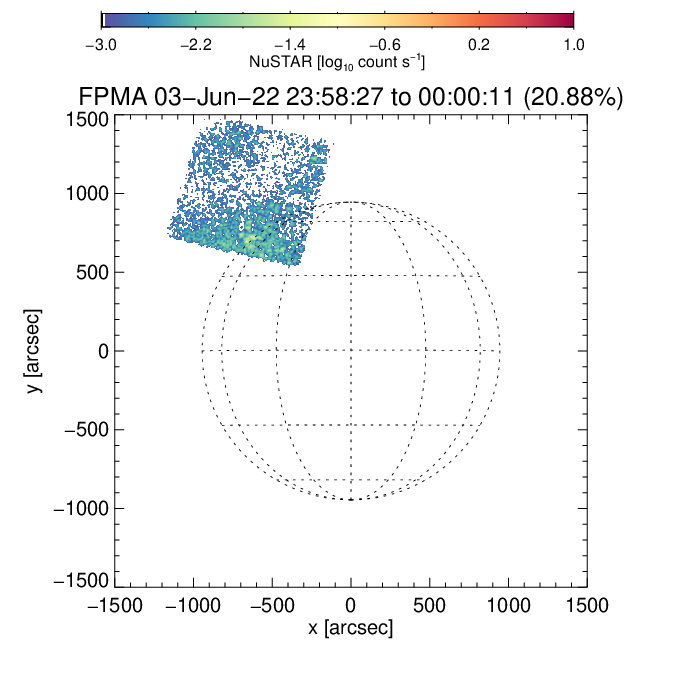 −3.0 −2.2 −1.4 −0.6 0.2 1.0
NuSTAR [log₁₀ count s⁻¹]
FPMA 03−Jun−22 23:58:27 to 00:00:11 (20.88%)
1500
1000
500
0
−500
−1000
−1500
y [arcsec]
−1500 −1000 −500 0 500 1000 1500
x [arcsec]